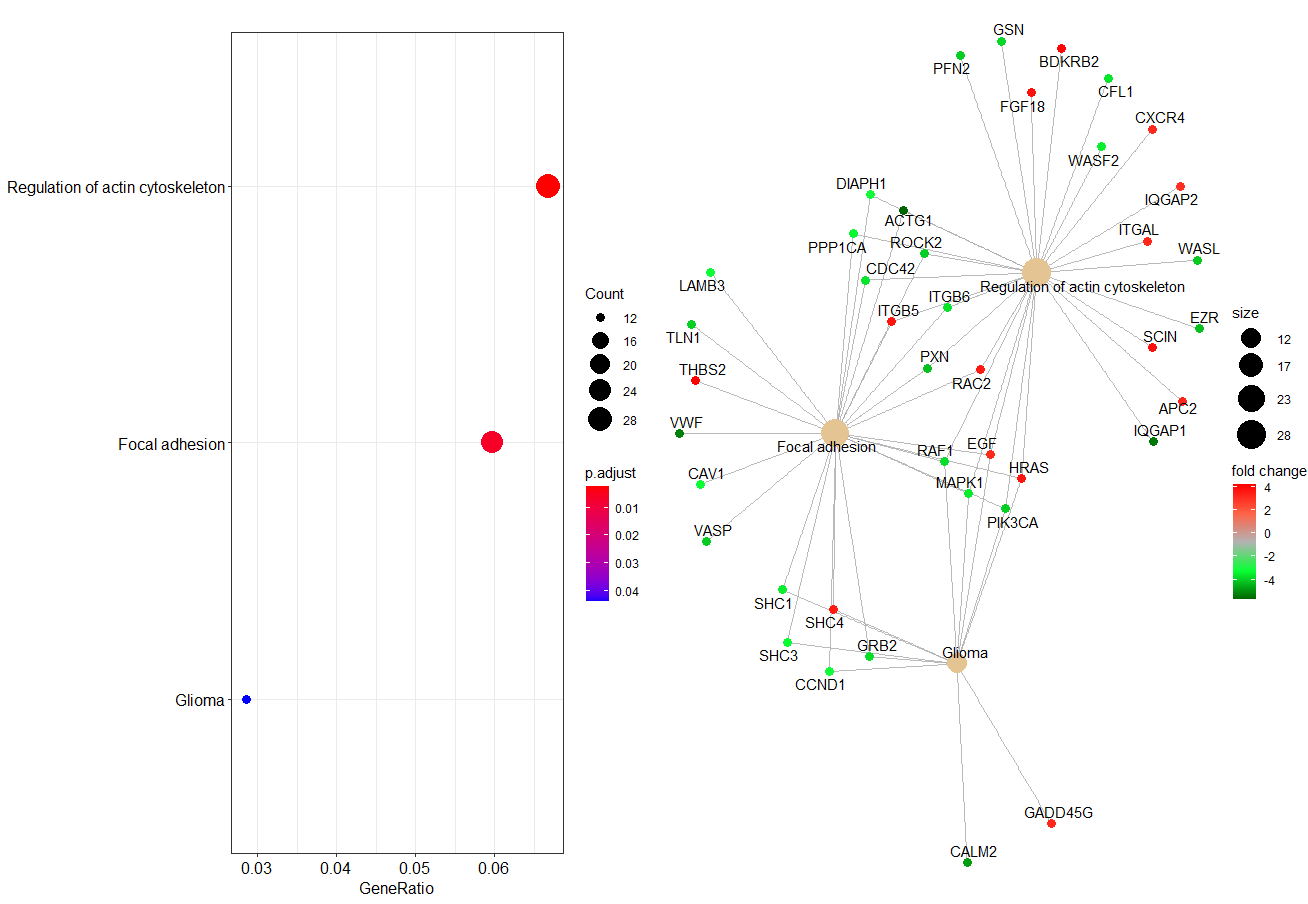 Regulation of actin cytoskeleton
Focal adhesion
Glioma
0.03
0.04
0.05
0.06
GeneRatio
Count
12
16
20
24
28
p.adjust
0.01
0.02
0.03
0.04
GSN
PFN2
BDKRB2
CFL1
FGF18
CXCR4
WASF2
DIAPH1
IQGAP2
ACTG1
ITGAL
PPP1CA
ROCK2
WASL
CDC42
LAMB3
Regulation of actin cytoskeleton
ITGB6
ITGB5
EZR
TLN1
SCIN
PXN
THBS2
RAC2
APC2
VWF
IQGAP1
Focal adhesion
RAF1
EGF
CAV1
HRAS
MAPK1
VASP
PIK3CA
SHC1
SHC4
GRB2
Glioma
SHC3
CCND1
GADD45G
CALM2
size
12
17
23
28
fold change
4
2
0
-2
-4